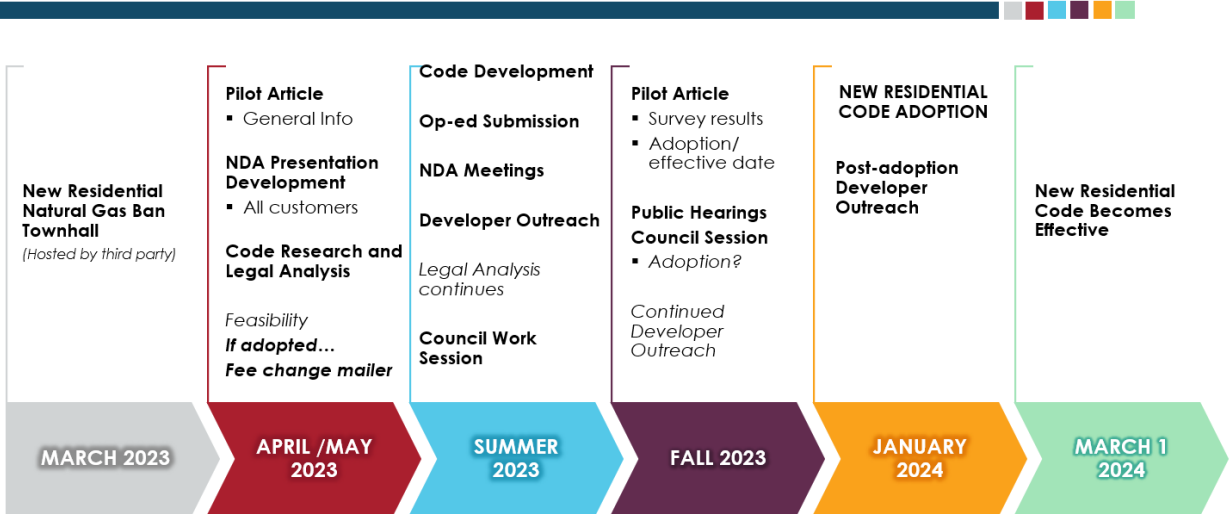 New Residential
Natural Gas Ban
Townhall
(Hosted by third party)
MARCH 2023
Pilot Article
▪ General Info
NDA Presentation
Development
▪ All customers
Code Research and
Legal Analysis
Feasibility
If adopted…
Fee change mailer
APRIL /MAY
2023
Code Development
Op-ed Submission
NDA Meetings
Developer Outreach
Legal Analysis
continues
Council Work
Session
SUMMER
2023
Pilot Article
▪ Survey results
▪ Adoption/
effective date
Public Hearings
Council Session
▪ Adoption?
Continued
Developer
Outreach
FALL 2023
NEW RESIDENTIAL
CODE ADOPTION
Post-adoption
Developer
Outreach
JANUARY
2024
New Residential
Code Becomes
Effective
MARCH 1
2024